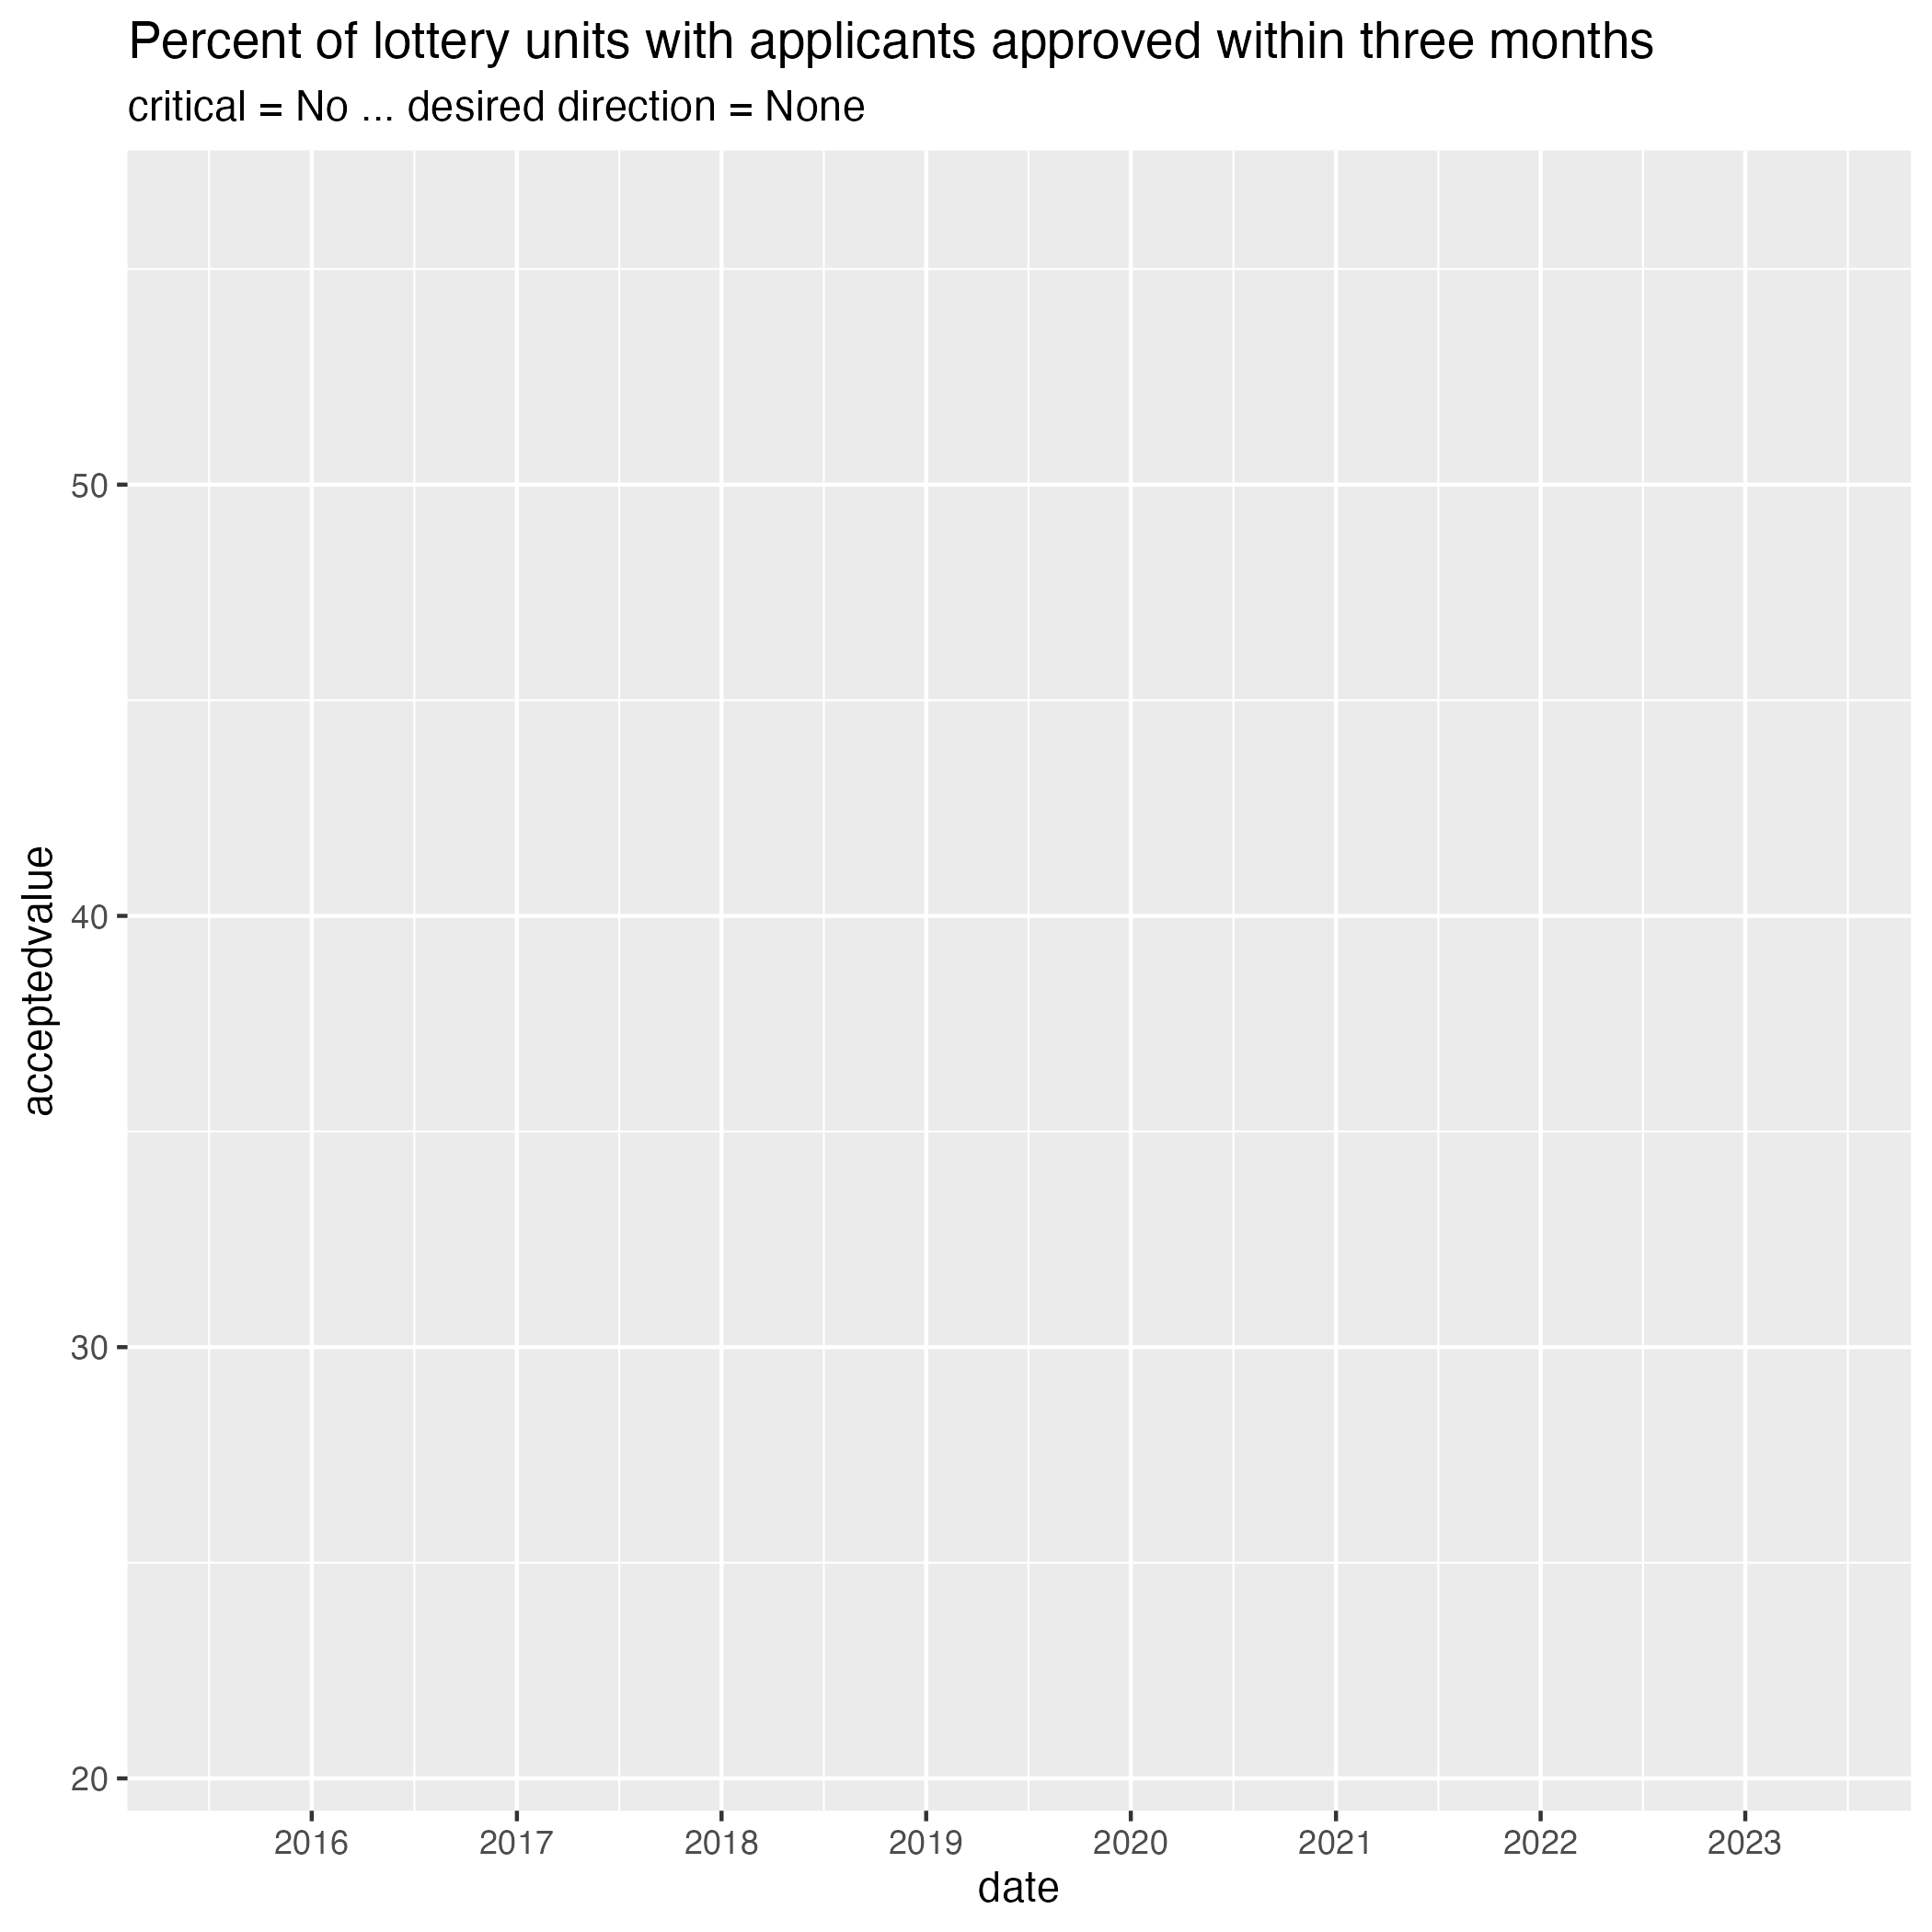 Percent of lottery units with applicants approved within three months
critical = No ... desired direction = None
acceptedvalue
50
40
30
20
2016 2017 2018 2019 2020 2021 2022 2023
date